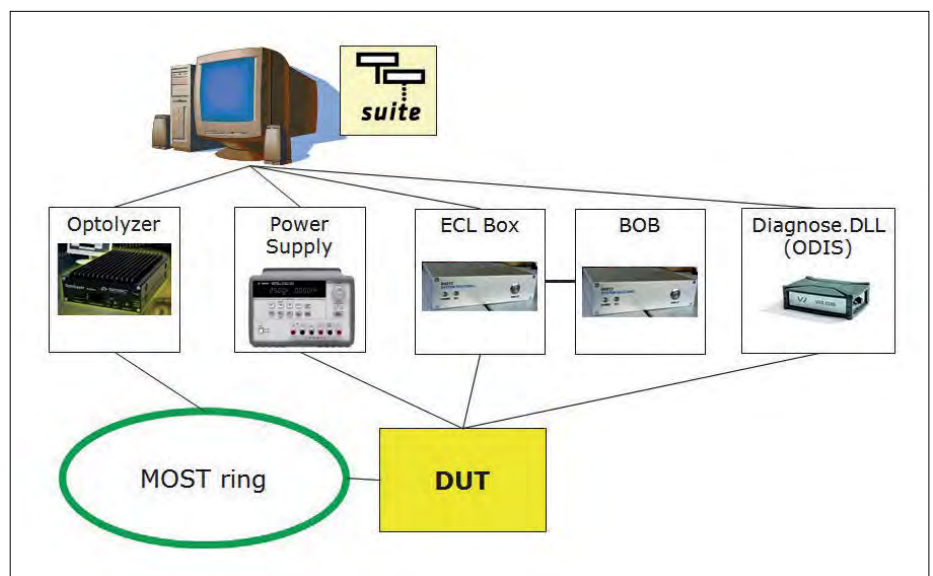 suite
Optolyzer
Power
Supply
ECL Box
BOB
Diagnose.DLL
(ODIS)
MOST ring
DUT